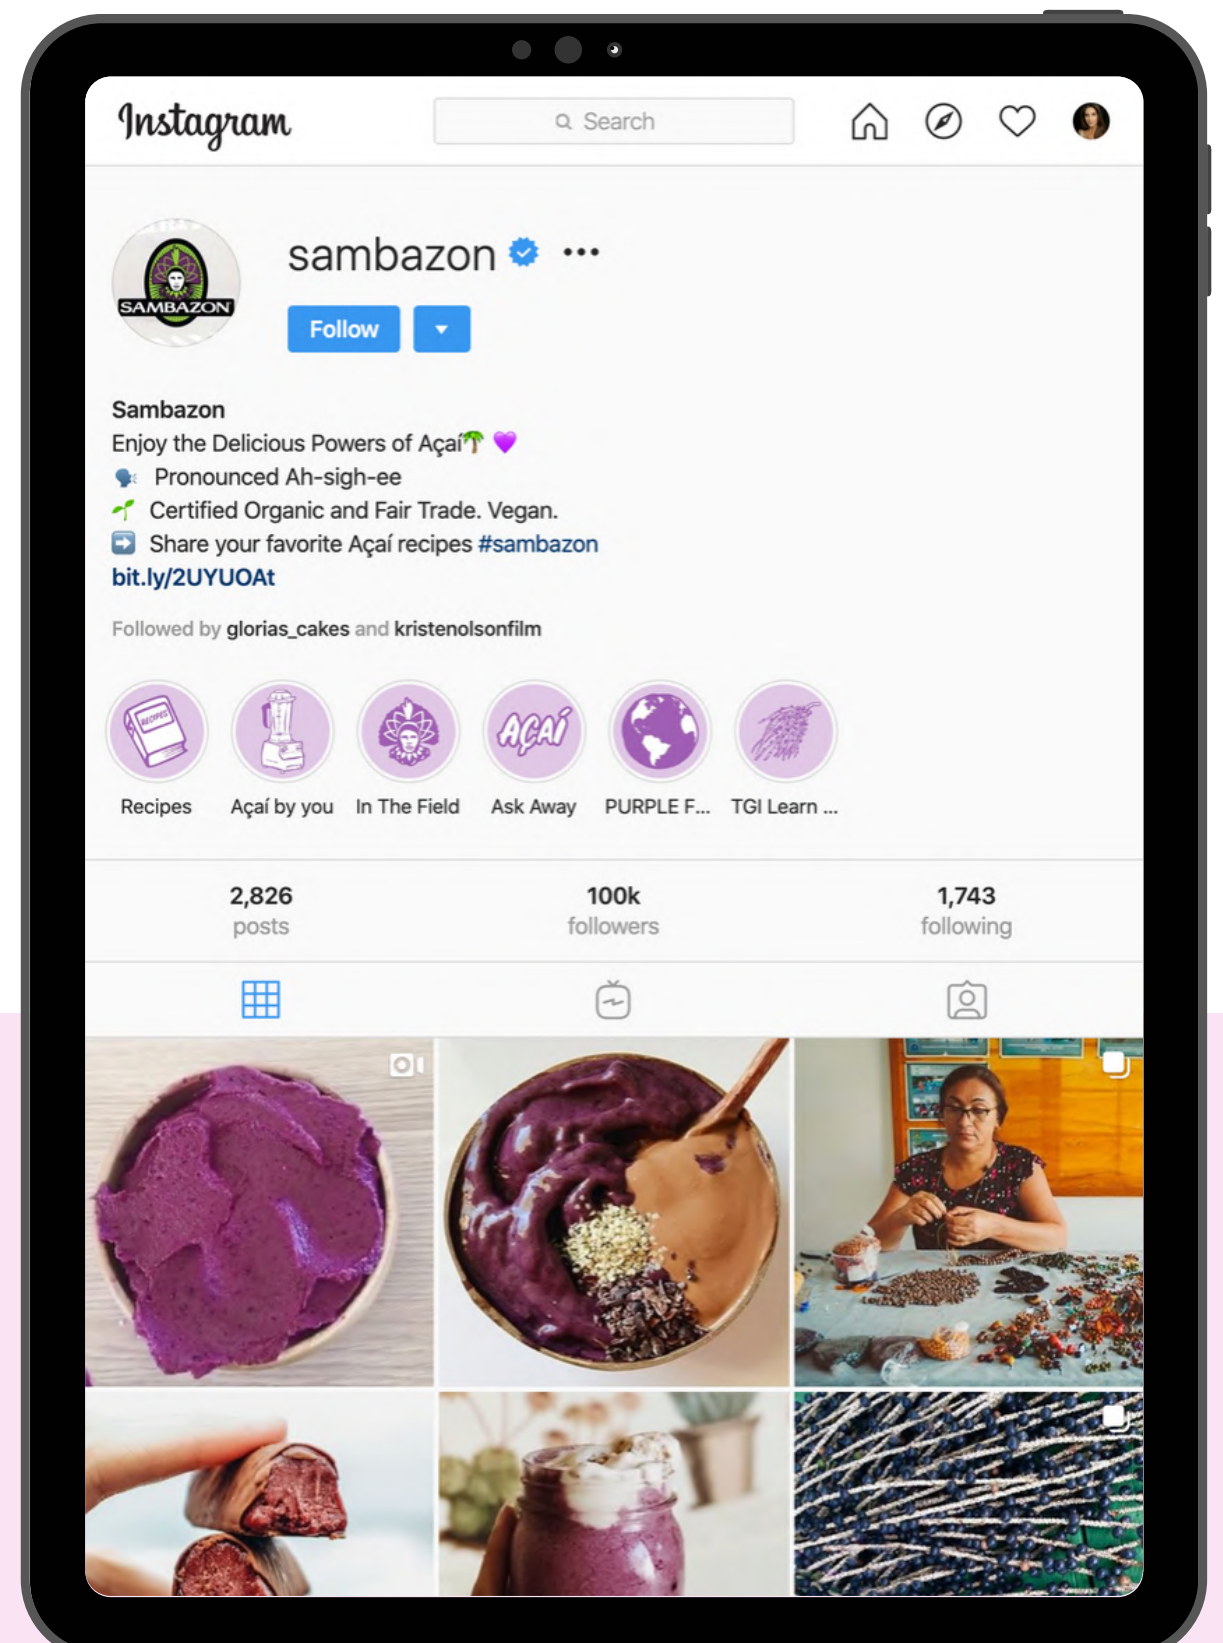 Instagram
Search
SAMBAZON
sambazon
Follow
Sambazon
Enjoy the Delicious Powers of Açaí🌴 💜
🗣 Pronounced Ah-sigh-ee
🌱 Certified Organic and Fair Trade. Vegan.
➡️ Share your favorite Açaí recipes #sambazon
bit.ly/2UYUOAt
Followed by glorias_cakes and kristenolsonfilm
RECIPES
AÇAÍ
Recipes Açaí by you In The Field Ask Away PURPLE F... TGI Learn ...
2,826 100k 1,743
posts followers following